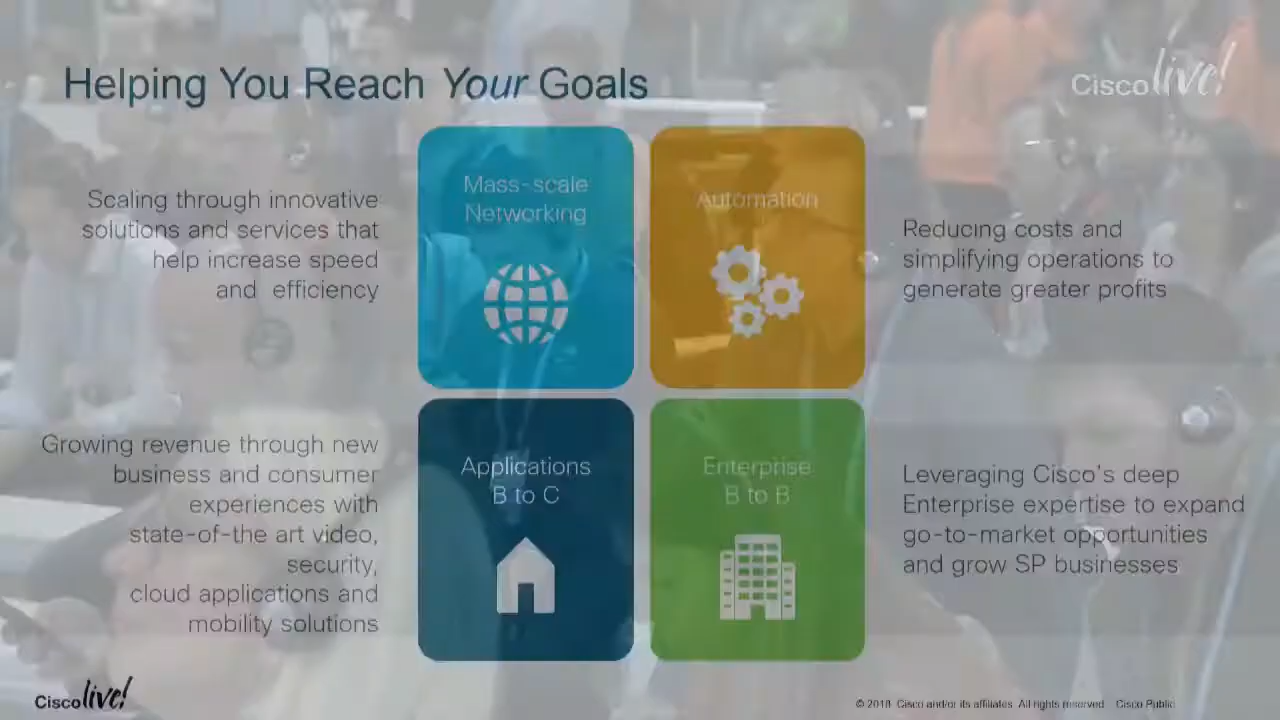 Helping You Reach Your Goals
Cisco live!
Scaling through innovative
solutions and services that
help increase speed
and efficiency
Mass-scale
Networking
Automation
Reducing costs and
simplifying operations to
generate greater profits
Growing revenue through new
business and consumer
experiences with
state-of-the art video,
security,
cloud applications and
mobility solutions
Applications
B to C
Enterprise
B to B
Leveraging Cisco's deep
Enterprise expertise to expand
go-to-market opportunities
and grow SP businesses
Cisco live!
© 2018 Cisco and/or its affiliates. All rights reserved. Cisco Public